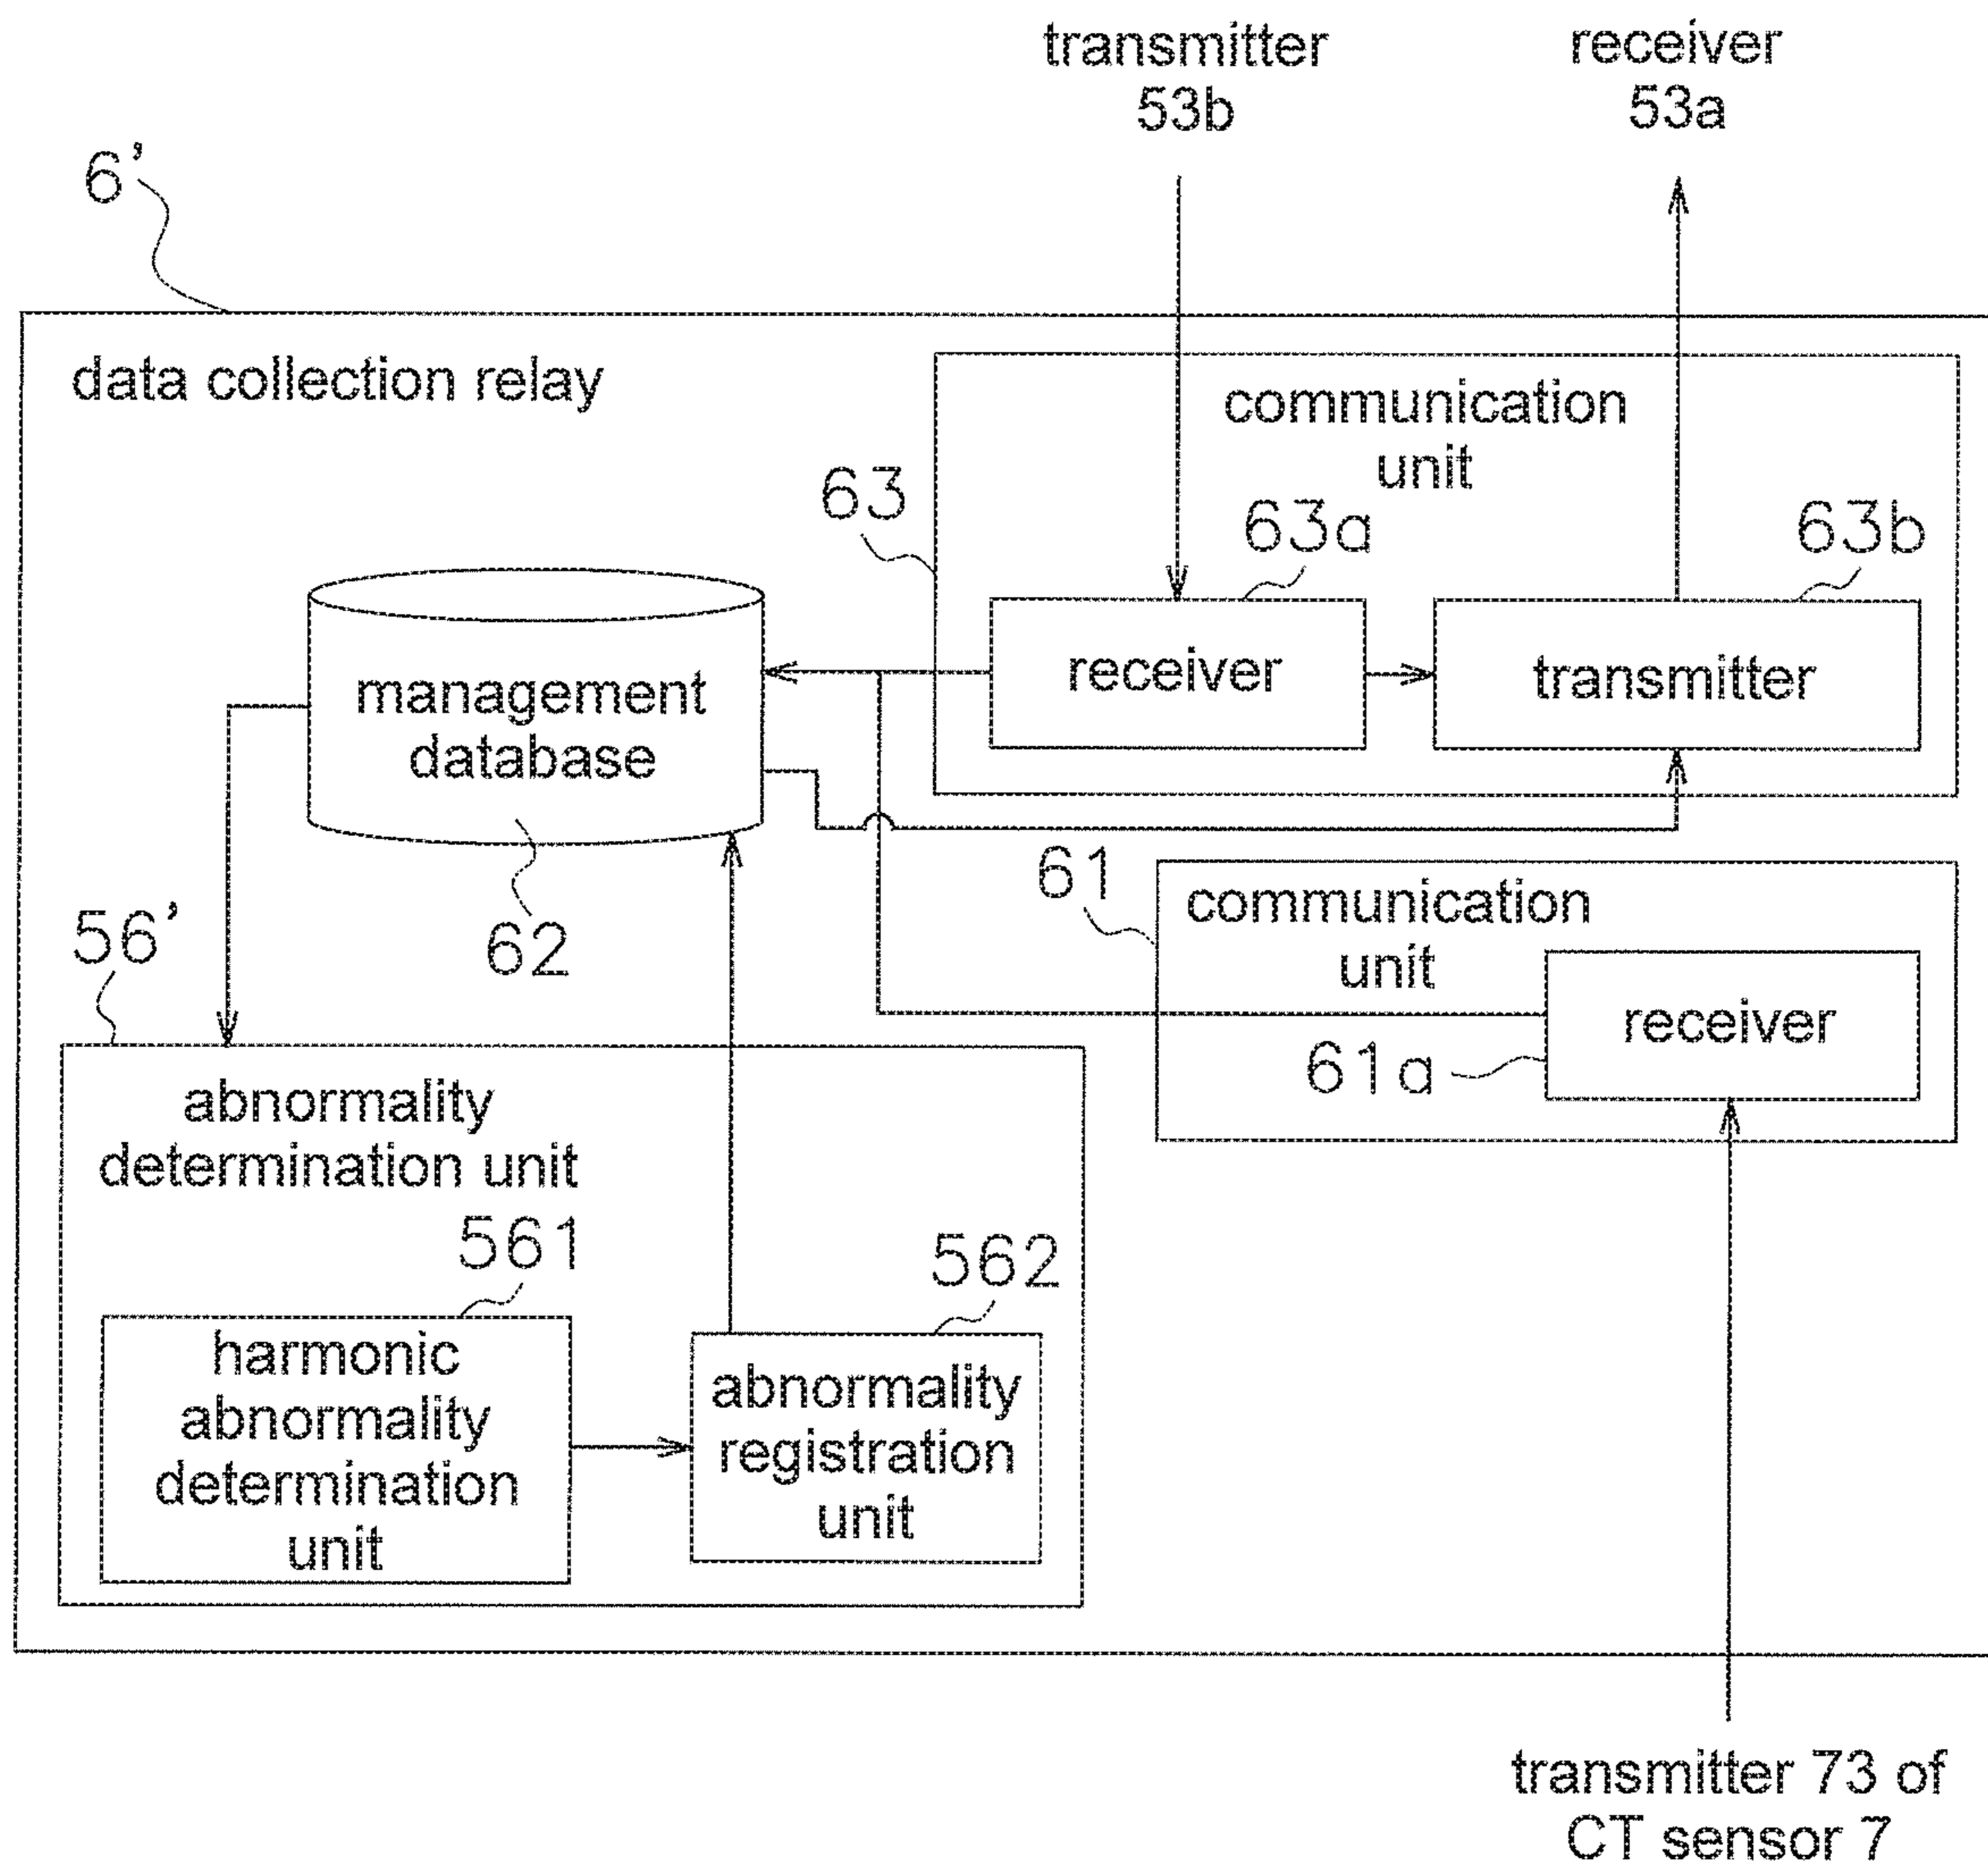 transmitter
53b
receiver
53a
6’
data collection relay
communication
unit
63
63a
63b
receiver
transmitter
management
database
62
61
communication
unit
receiver
61a
56’
abnormality
determination unit
561
562
harmonic
abnormality
determination
unit
abnormality
registration
unit
transmitter 73 of
CT sensor 7